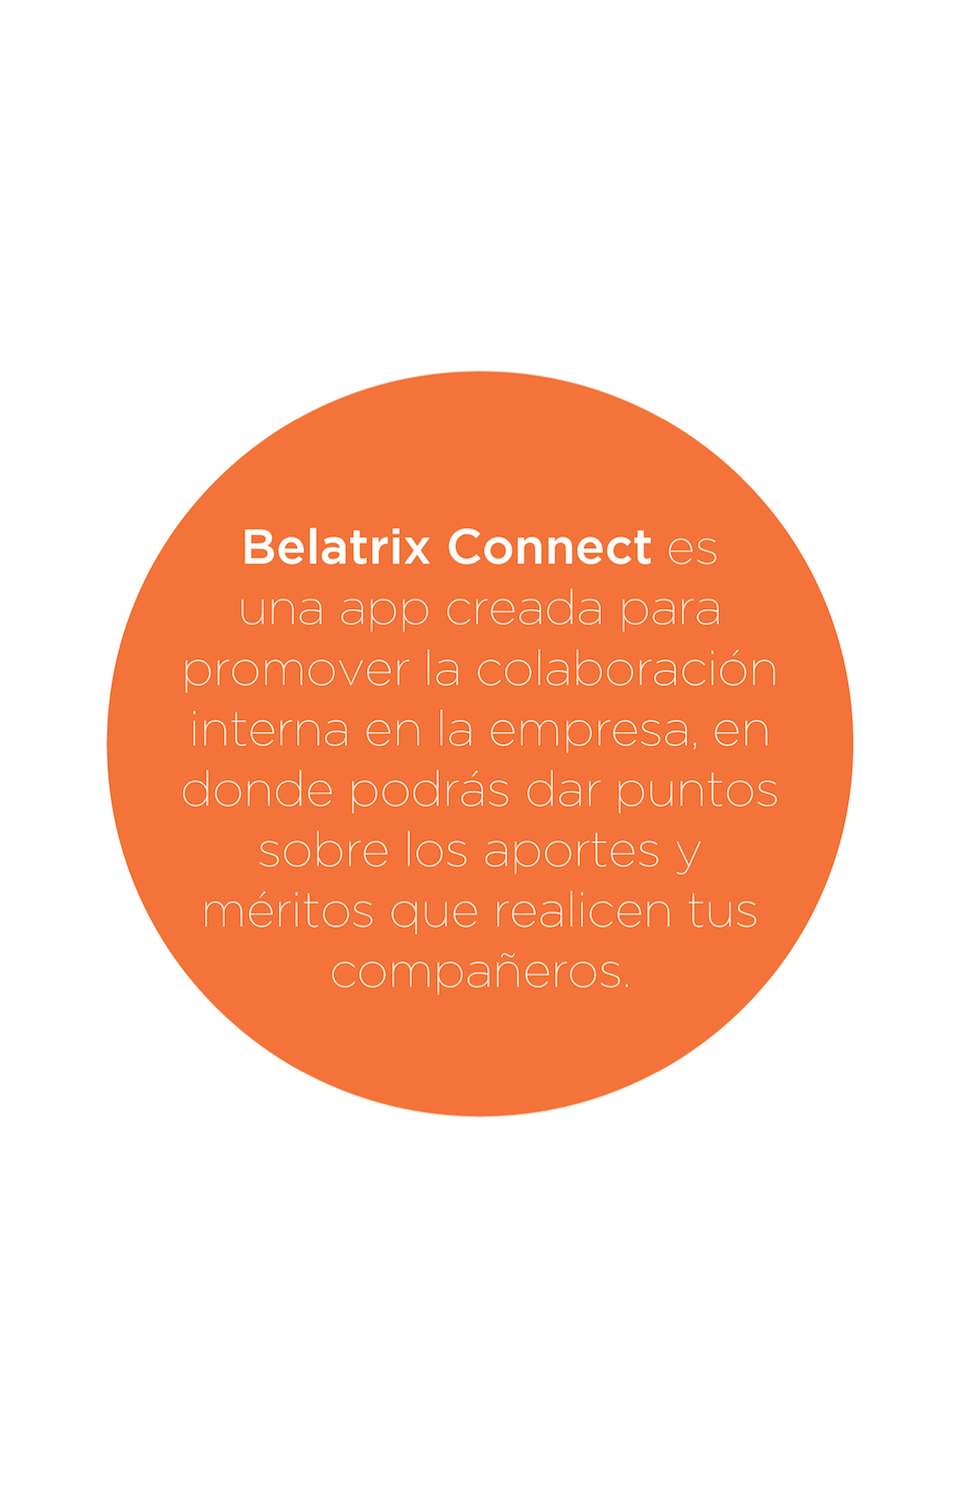 Belatrix Connect es
una app creada para
promover la colaboración
interna en la empresa, en
donde podrás dar puntos
sobre los aportes y
méritos que realicen tus
compañeros.